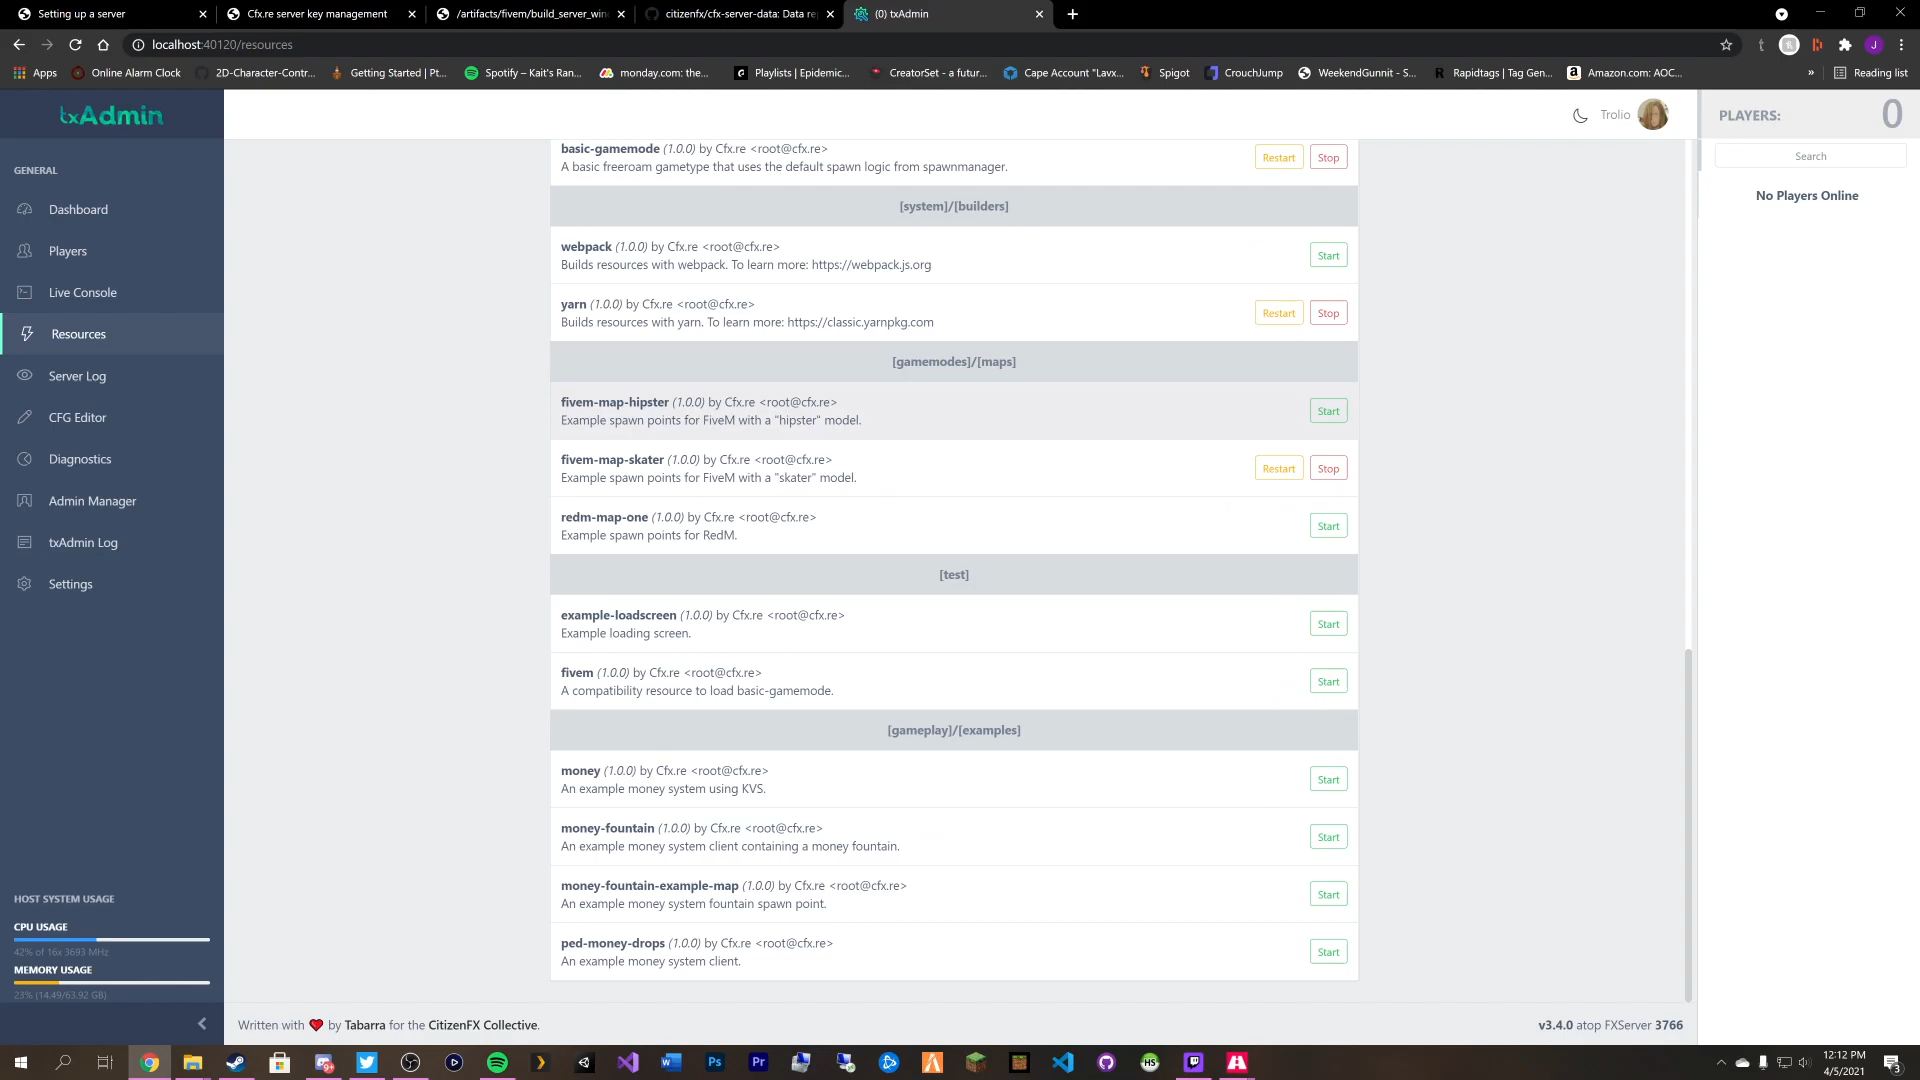 Setting up a server
Cfx.re server key management
/artifacts/fivem/build_server_win
citizenfx/cfx-server-data: Data re
(0) txAdmin
localhost:40120/resources
Apps
Online Alarm Clock
2D-Character-Contr...
Getting Started | Pt...
Spotify – Kait's Ran...
monday.com: the...
Playlists | Epidemic...
CreatorSet - a futur...
Cape Account "Lavx...
Spigot
CrouchJump
WeekendGunnit - S...
Rapidtags | Tag Gen...
Amazon.com: AOC...
»
Reading list
txAdmin
Trolio
PLAYERS:
0
Search
No Players Online
GENERAL
Dashboard
Players
Live Console
Resources
Server Log
CFG Editor
Diagnostics
Admin Manager
txAdmin Log
Settings
HOST SYSTEM USAGE
CPU USAGE
42% of 16x 3693 MHz
MEMORY USAGE
23% (14.49/63.92 GB)
basic-gamemode (1.0.0) by Cfx.re <root@cfx.re>
A basic freeroam gametype that uses the default spawn logic from spawnmanager.
Restart Stop
[system]/[builders]
webpack (1.0.0) by Cfx.re <root@cfx.re>
Builds resources with webpack. To learn more: https://webpack.js.org
Start
yarn (1.0.0) by Cfx.re <root@cfx.re>
Builds resources with yarn. To learn more: https://classic.yarnpkg.com
Restart Stop
[gamemodes]/[maps]
fivem-map-hipster (1.0.0) by Cfx.re <root@cfx.re>
Example spawn points for FiveM with a "hipster" model.
Start
fivem-map-skater (1.0.0) by Cfx.re <root@cfx.re>
Example spawn points for FiveM with a "skater" model.
Restart Stop
redm-map-one (1.0.0) by Cfx.re <root@cfx.re>
Example spawn points for RedM.
Start
[test]
example-loadscreen (1.0.0) by Cfx.re <root@cfx.re>
Example loading screen.
Start
fivem (1.0.0) by Cfx.re <root@cfx.re>
A compatibility resource to load basic-gamemode.
Start
[gameplay]/[examples]
money (1.0.0) by Cfx.re <root@cfx.re>
An example money system using KVS.
Start
money-fountain (1.0.0) by Cfx.re <root@cfx.re>
An example money system client containing a money fountain.
Start
money-fountain-example-map (1.0.0) by Cfx.re <root@cfx.re>
An example money system fountain spawn point.
Start
ped-money-drops (1.0.0) by Cfx.re <root@cfx.re>
An example money system client.
Start
Written with ❤ by Tabarra for the CitizenFX Collective.
v3.4.0 atop FXServer 3766
12:12 PM
4/5/2021